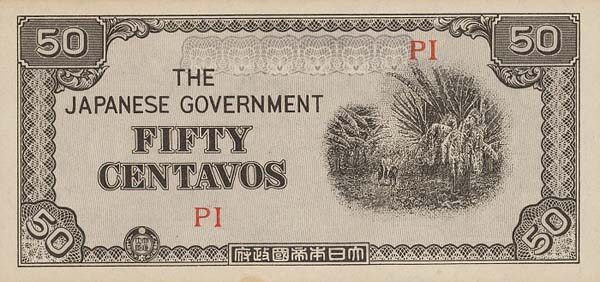 50
50
PI
THE
JAPANESE GOVERNMENT
FIFTY
CENTAVOS
PI
50
50
府政國帝本日大